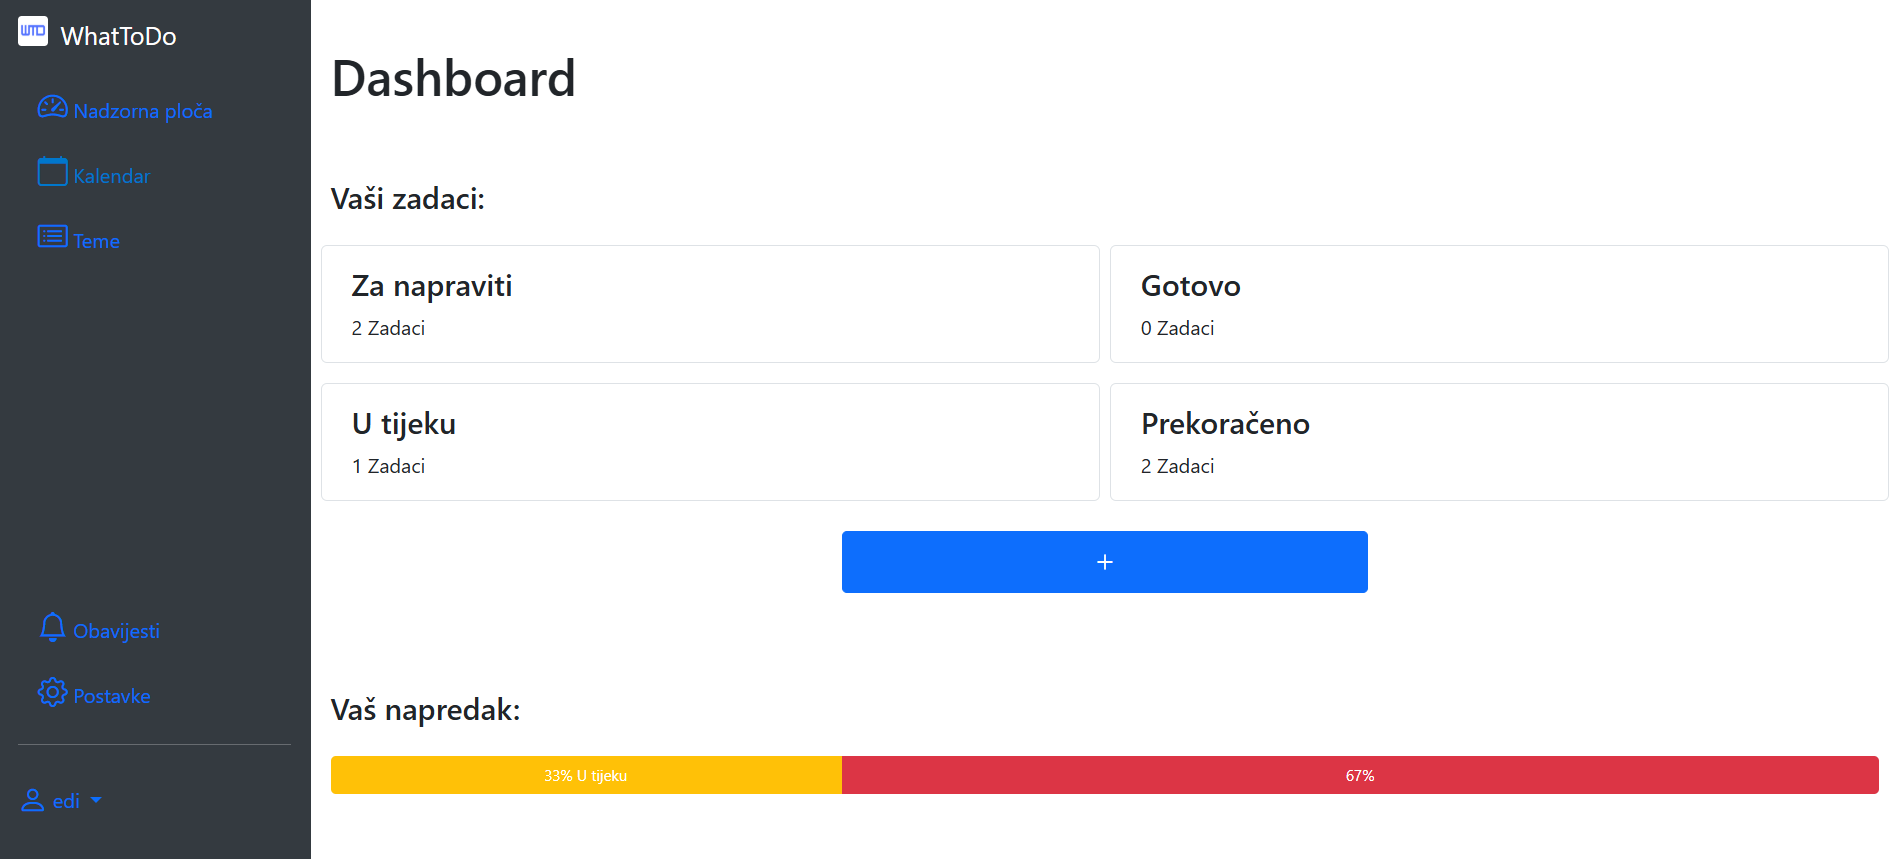 WTD WhatToDo
Nadzorna ploča
Kalendar
Teme
Obavijesti
Postavke
edi
Dashboard
Vaši zadaci:
Za napraviti
2 Zadaci
Gotovo
0 Zadaci
U tijeku
1 Zadaci
Prekoračeno
2 Zadaci
+
Vaš napredak:
33% U tijeku
67%